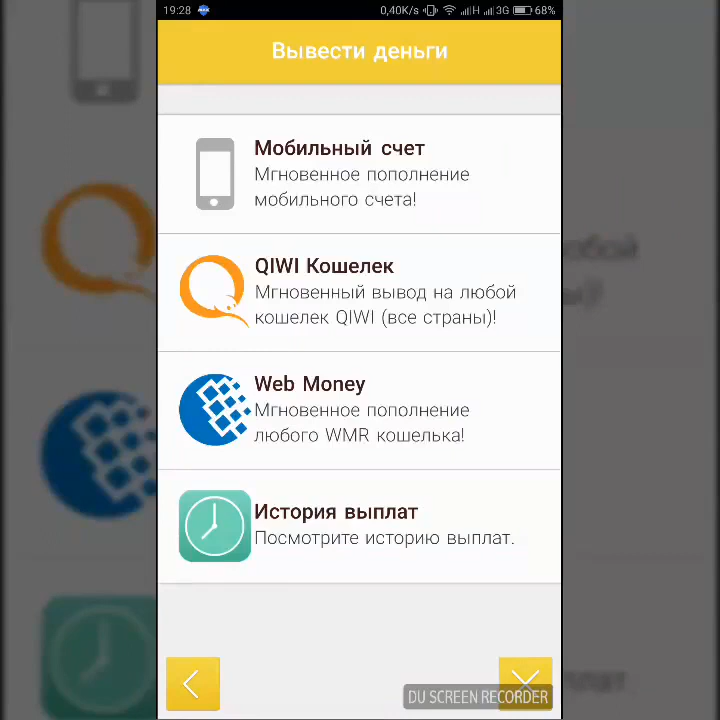 19:28 0,40K/s H 3G 68%
Вывести деньги
Мобильный счет
Мгновенное пополнение
мобильного счета!
QIWI Кошелек
Мгновенный вывод на любой
кошелек QIWI (все страны)!
Web Money
Мгновенное пополнение
любого WMR кошелька!
История выплат
Посмотрите историю выплат.
DU SCREEN RECORDER